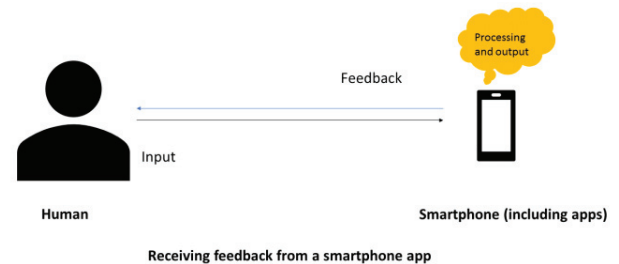 Processing
and output
Feedback
Input
Human
Smartphone (including apps)
Receiving feedback from a smartphone app